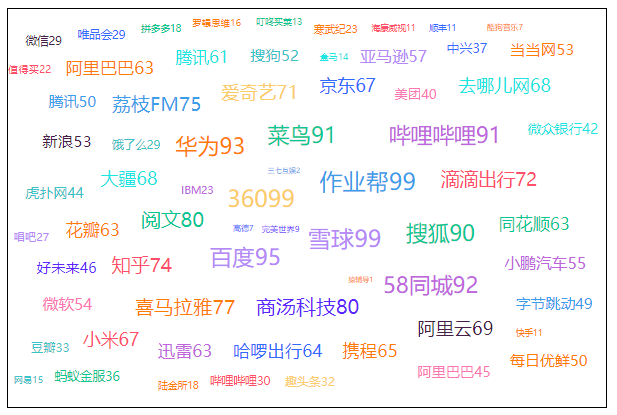 微信29
唯品会29
拼多多18
罗辑思维16
叮咚买菜13
寒武纪23
海康威视11
顺丰11
酷狗音乐7
值得买22
阿里巴巴63
腾讯61
搜狗52
盒马14
亚马逊57
中兴37
当当网53
腾讯50
荔枝FM75
爱奇艺71
京东67
美团40
去哪儿网68
新浪53
饿了么29
华为93
菜鸟91
哔哩哔哩91
微众银行42
虎扑网44
大疆68
IBM23
三七互娱2
36099
作业帮99
滴滴出行72
唱吧27
花瓣63
阅文80
高德7
完美世界9
雪球99
搜狐90
同花顺63
好未来46
知乎74
百度95
58同城92
小鹏汽车55
微软54
喜马拉雅77
商汤科技80
字节跳动49
豆瓣33
小米67
迅雷63
哈啰出行64
携程65
阿里云69
快手11
网易15
蚂蚁金服36
陆金所18
哔哩哔哩30
趣头条32
阿里巴巴45
每日优鲜50